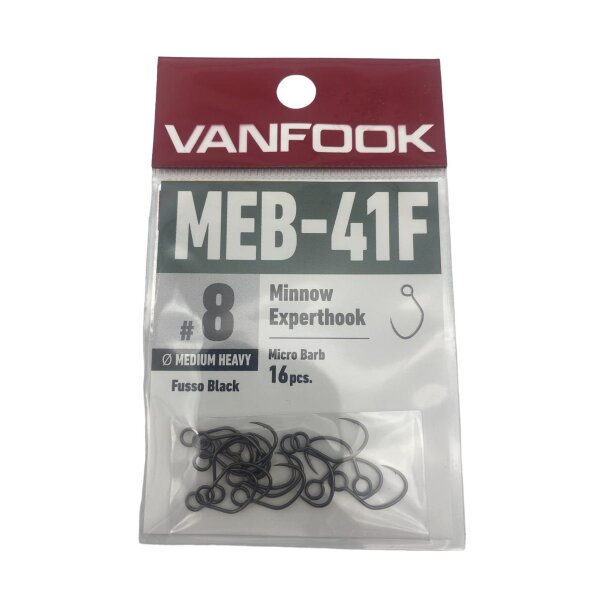 VANFOOK
MEB-41F
#8
Minnow
Experthook
Ø MEDIUM HEAVY
Micro Barb
Fusso Black
16pcs.